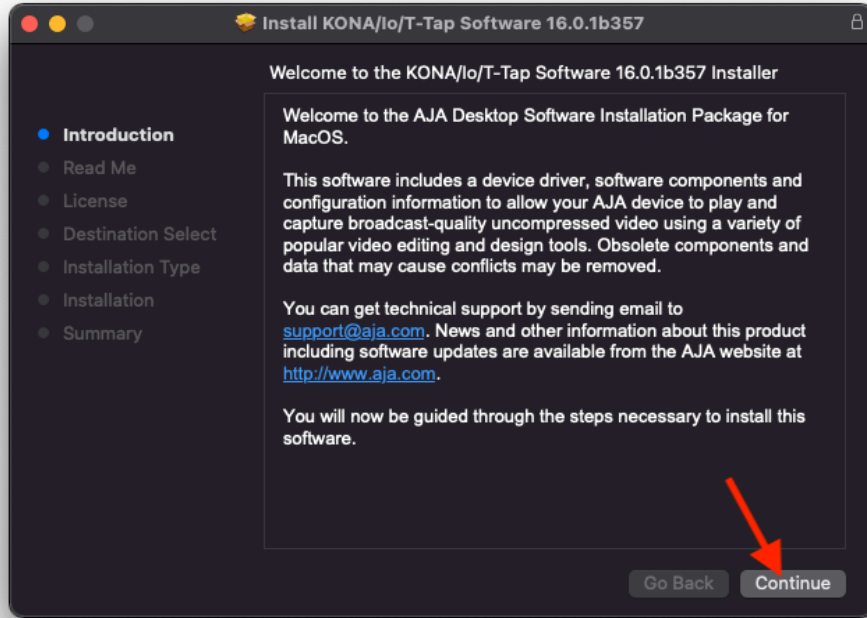 Install KONA/Io/T-Tap Software 16.0.1b357
Welcome to the KONA/Io/T-Tap Software 16.0.1b357 Installer
Introduction
Read Me
License
Destination Select
Installation Type
Installation
Summary
Welcome to the AJA Desktop Software Installation Package for
MacOS.
This software includes a device driver, software components and
configuration information to allow your AJA device to play and
capture broadcast-quality uncompressed video using a variety of
popular video editing and design tools. Obsolete components and
data that may cause conflicts may be removed.
You can get technical support by sending email to
support@aja.com. News and other information about this product
including software updates are available from the AJA website at
http://www.aja.com.
You will now be guided through the steps necessary to install this
software.
Go Back
Continue